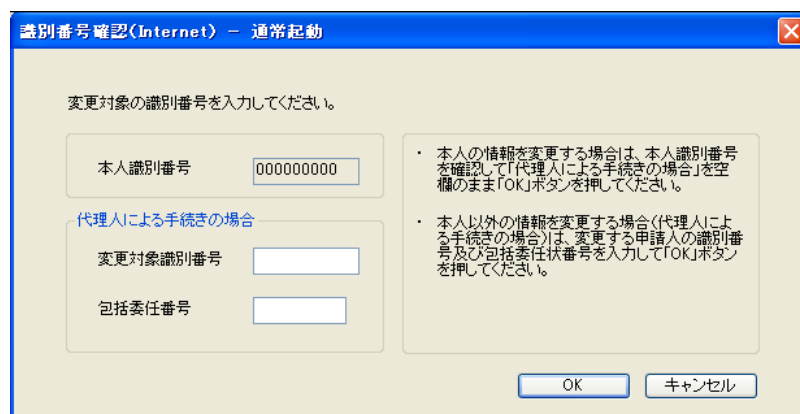 識別番号確認(Internet) － 通常起動
変更対象の識別番号を入力してください。
本人識別番号
000000000
代理人による手続きの場合
変更対象識別番号
包括委任番号
・ 本人の情報を変更する場合は、本人識別番号
を確認して「代理人による手続きの場合」を空
欄のまま「OK」ボタンを押してください。
・ 本人以外の情報を変更する場合(代理人によ
る手続きの場合)は、変更する申請人の識別番
号及び包括委任状番号を入力して「OK」ボタン
を押してください。
OK
キャンセル